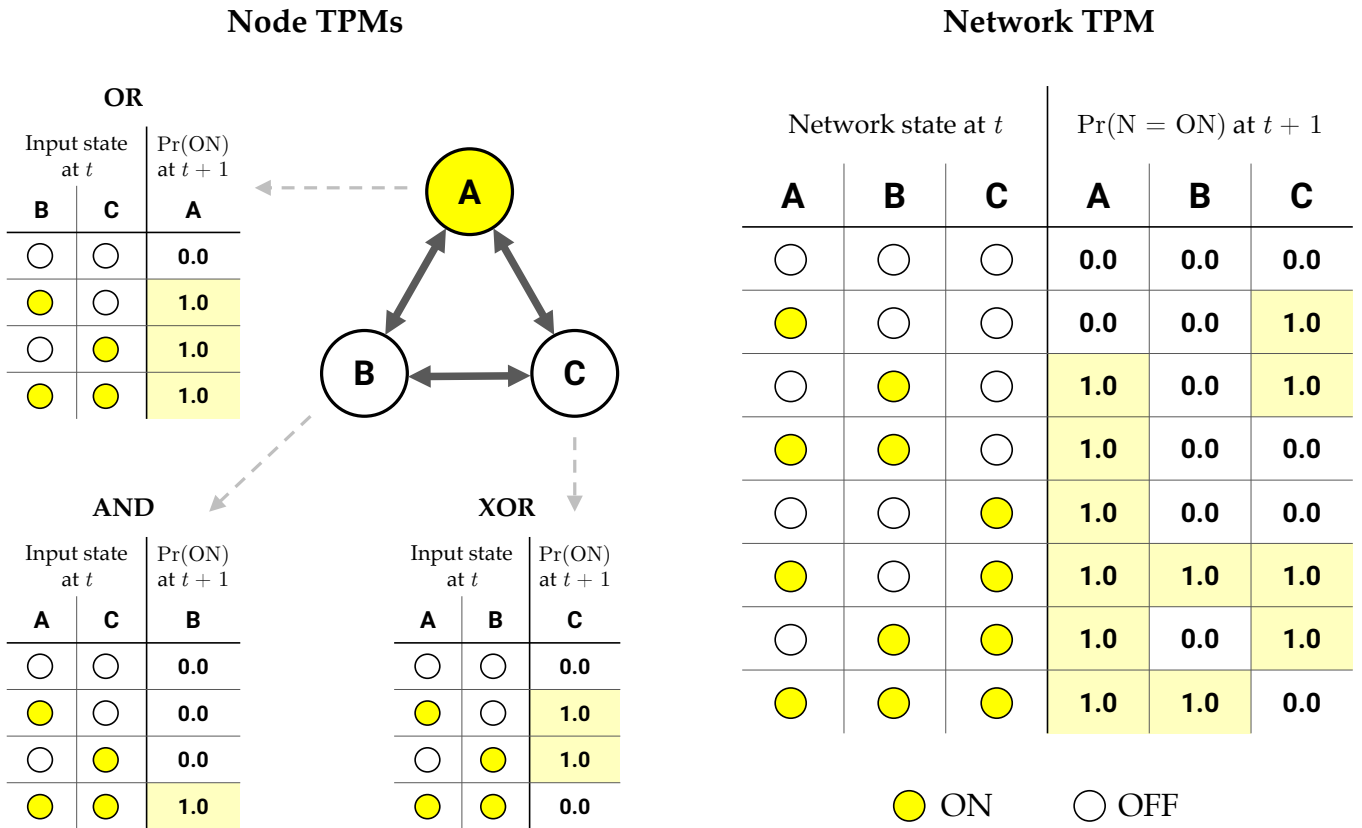 Node TPMs
OR
Input state
at t
Pr(ON)
at t + 1
B C A
0.0
1.0
1.0
1.0
A
B
C
AND
Input state
at t
Pr(ON)
at t + 1
A C B
0.0
0.0
0.0
1.0
XOR
Input state
at t
Pr(ON)
at t + 1
A B C
0.0
1.0
1.0
0.0
Network TPM
Network state at t
Pr(N = ON) at t + 1
A B C A B C
0.0 0.0 0.0
0.0 0.0 1.0
1.0 0.0 1.0
1.0 0.0 0.0
1.0 0.0 0.0
1.0 1.0 1.0
1.0 0.0 1.0
1.0 1.0 0.0
ON OFF